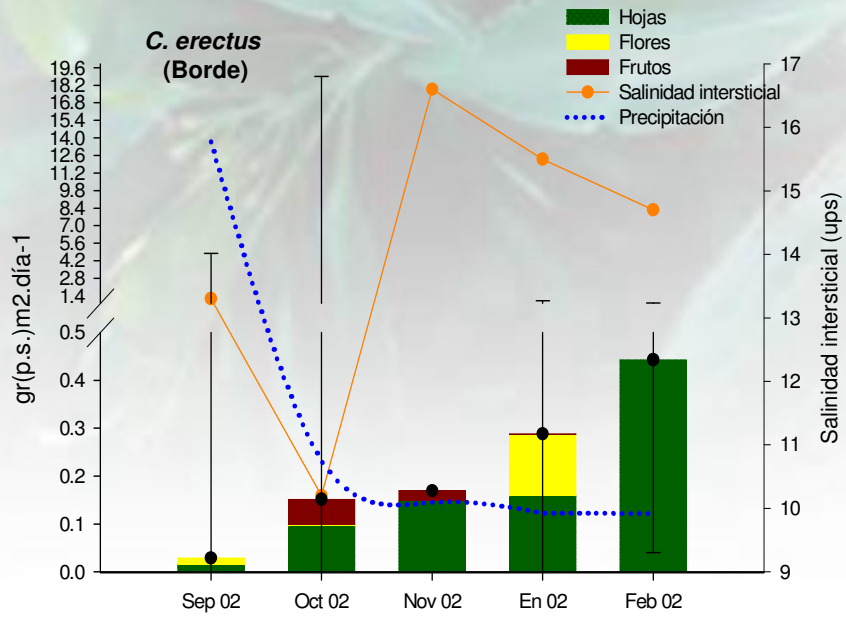 C. erectus
(Borde)
Hojas
Flores
Frutos
Salinidad intersticial
Precipitación
19.6
18.2
16.8
15.4
14.0
12.6
11.2
9.8
8.4
7.0
5.6
4.2
2.8
1.4
0.5
0.4
0.3
0.2
0.1
0.0
gr(p.s.)m2.día-1
17
16
15
14
13
12
11
10
9
Salinidad intersticial (ups)
Sep 02
Oct 02
Nov 02
En 02
Feb 02